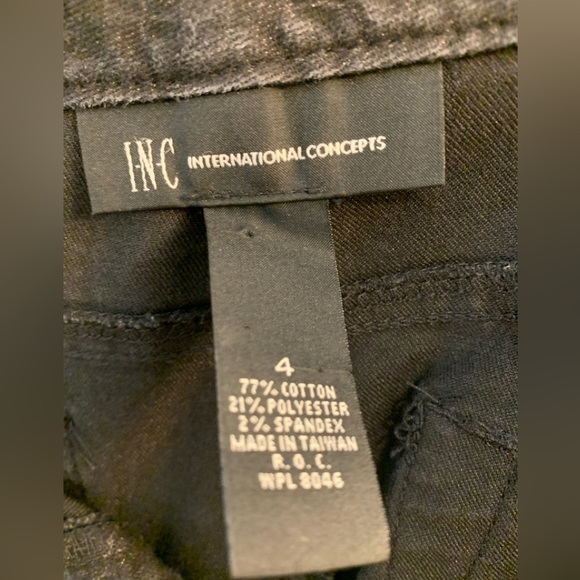 I·N·C INTERNATIONAL CONCEPTS
4
77% COTTON
21% POLYESTER
2% SPANDEX
MADE IN TAIWAN
R. O. C.
WPL 8046